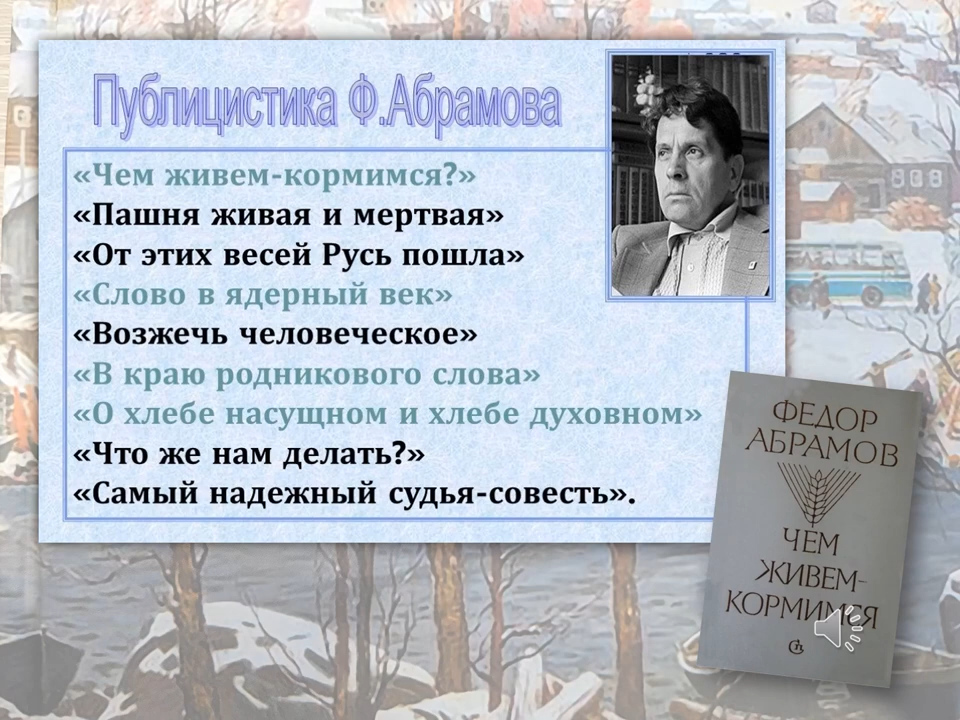 Публицистика Ф.Абрамова
«Чем живем-кормимся?»
«Пашня живая и мертвая»
«От этих весей Русь пошла»
«Слово в ядерный век»
«Возжечь человеческое»
«В краю родникового слова»
«О хлебе насущном и хлебе духовном»
«Что же нам делать?»
«Самый надежный судья-совесть».
ФЕДОР
АБРАМОВ
ЧЕМ
ЖИВЕМ-
КОРМИМСЯ